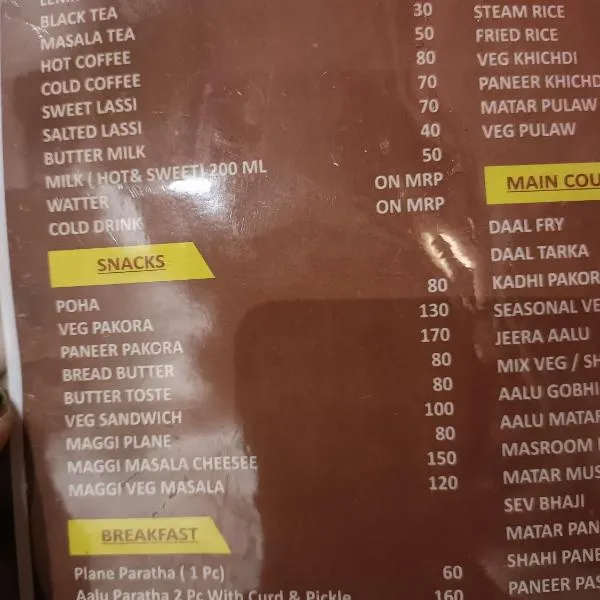 BLACK TEA
MASALA TEA 30
HOT COFFEE 50
COLD COFFEE 80
SWEET LASSI 70
SALTED LASSI 70
BUTTER MILK 40
MILK ( HOT& SWEET) 200 ML 50
WATTER ON MRP
COLD DRINK ON MRP
SNACKS
POHA 80
VEG PAKORA 130
PANEER PAKORA 170
BREAD BUTTER 80
BUTTER TOSTE 80
VEG SANDWICH 100
MAGGI PLANE 80
MAGGI MASALA CHEESEE 150
MAGGI VEG MASALA 120
BREAKFAST
Plane Paratha ( 1 Pc) 60
Aalu Paratha 2 Pc With Curd & Pickle 160
STEAM RICE
FRIED RICE
VEG KHICHDI
PANEER KHICHD
MATAR PULAW
VEG PULAW
MAIN COU
DAAL FRY
DAAL TARKA
KADHI PAKOR
SEASONAL VE
JEERA AALU
MIX VEG / SH
AALU GOBHI
AALU MATAR
MASROOM
MATAR MUS
SEV BHAJI
MATAR PAN
SHAHI PANE
PANEER PAS